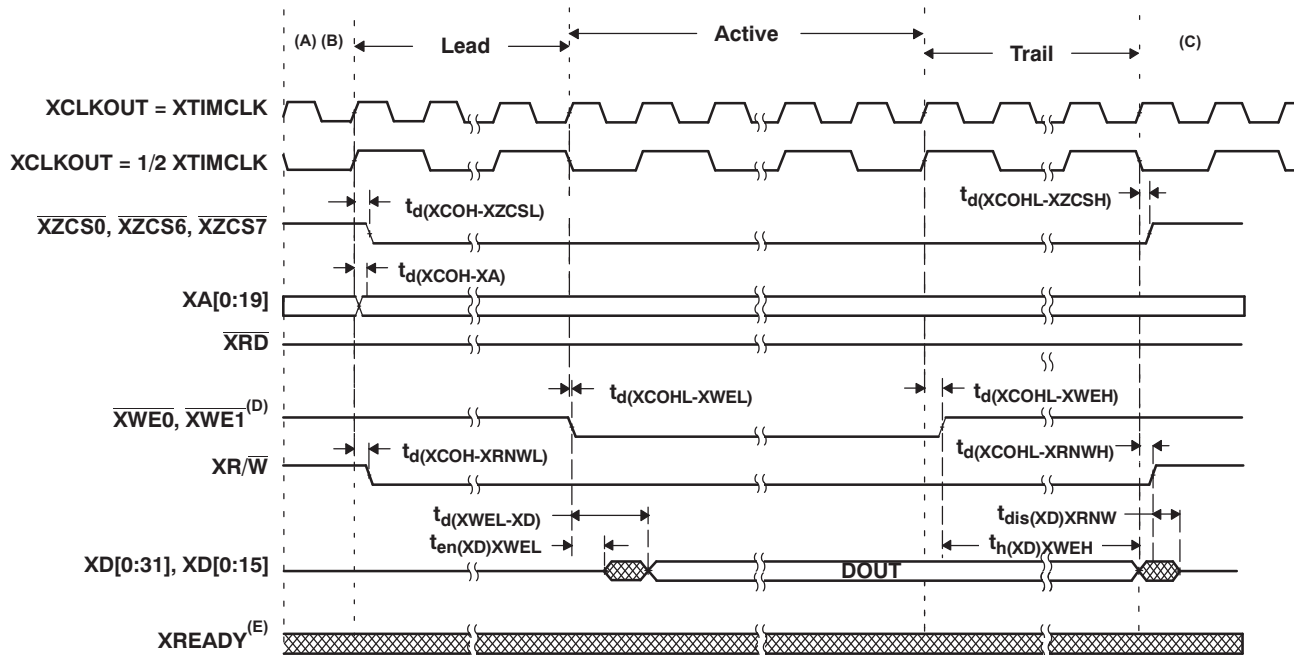 (A) (B)
Lead
Active
Trail
(C)
XCLKOUT = XTIMCLK
XCLKOUT = 1/2 XTIMCLK
td(XCOH-XZCSL)
td(XCOHL-XZCSH)
XZCS0, XZCS6, XZCS7
td(XCOH-XA)
XA[0:19]
XRD
td(XCOHL-XWEL)
td(XCOHL-XWEH)
XWE0, XWE1(D)
td(XCOH-XRNWL)
td(XCOHL-XRNWH)
XR/W
td(XWEL-XD)
tdis(XD)XRNW
ten(XD)XWEL
th(XD)XWEH
XD[0:31], XD[0:15]
DOUT
XREADY(E)